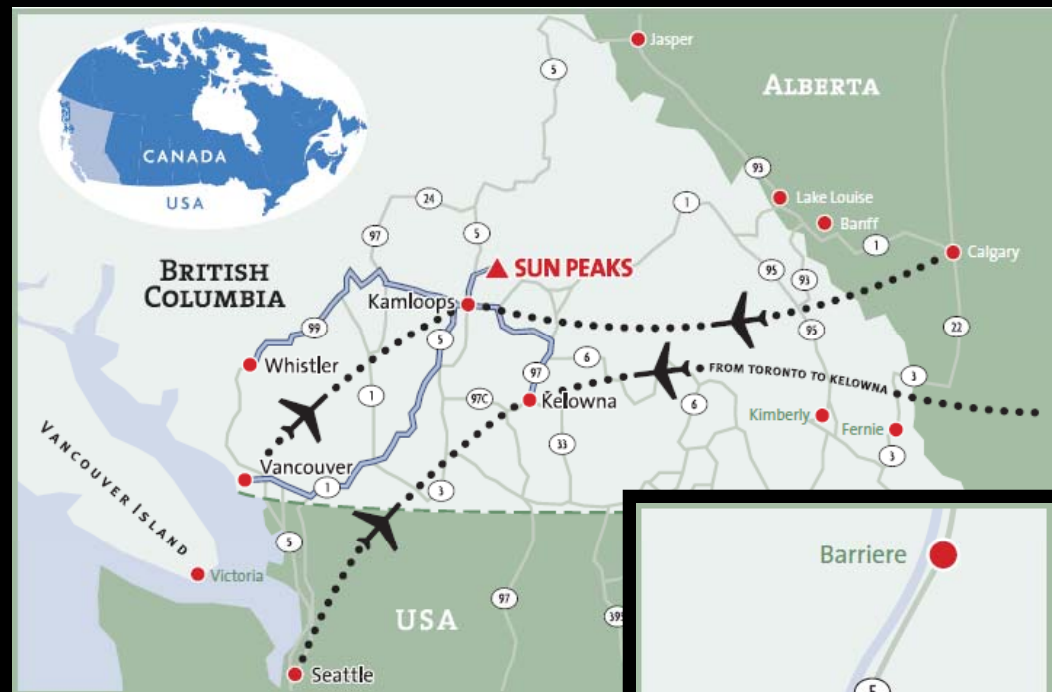 Jasper
5
ALBERTA
CANADA
USA
93
24
Lake Louise
1
97
5
Banff
1
Calgary
BRITISH
COLUMBIA
SUN PEAKS
95
93
Kamloops
99
5
95
22
Whistler
6
97
FROM TORONTO TO KELOWNA
3
1
97C
Kelowna
6
Kimberly
Fernie
33
3
Vancouver
1
3
VANCOUVER ISLAND
5
Barriere
Victoria
97
USA
395
Seattle
5